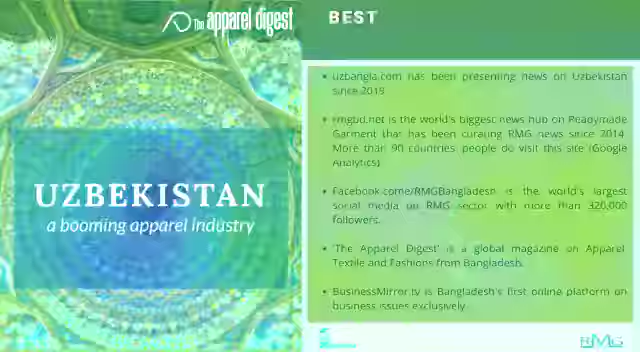 The apparel digest
UZBEKISTAN
a booming apparel industry
BEST
• uzbangla.com has been presenting news on Uzbekistan
since 2019.
• rmgbd.net is the world's biggest news hub on Readymade
Garment that has been curating RMG news since 2014.
More than 90 countries people do visit this site (Google
Analytics).
• Facebook.come/RMGBangladesh is the world's largest
social media on RMG sector with more than 320,000
followers.
• 'The Apparel Digest' is a global magazine on Apparel
Textile and Fashions from Bangladesh.
• BusinessMirror.tv is Bangladesh's first online platform on
business issues exclusively.
RMG